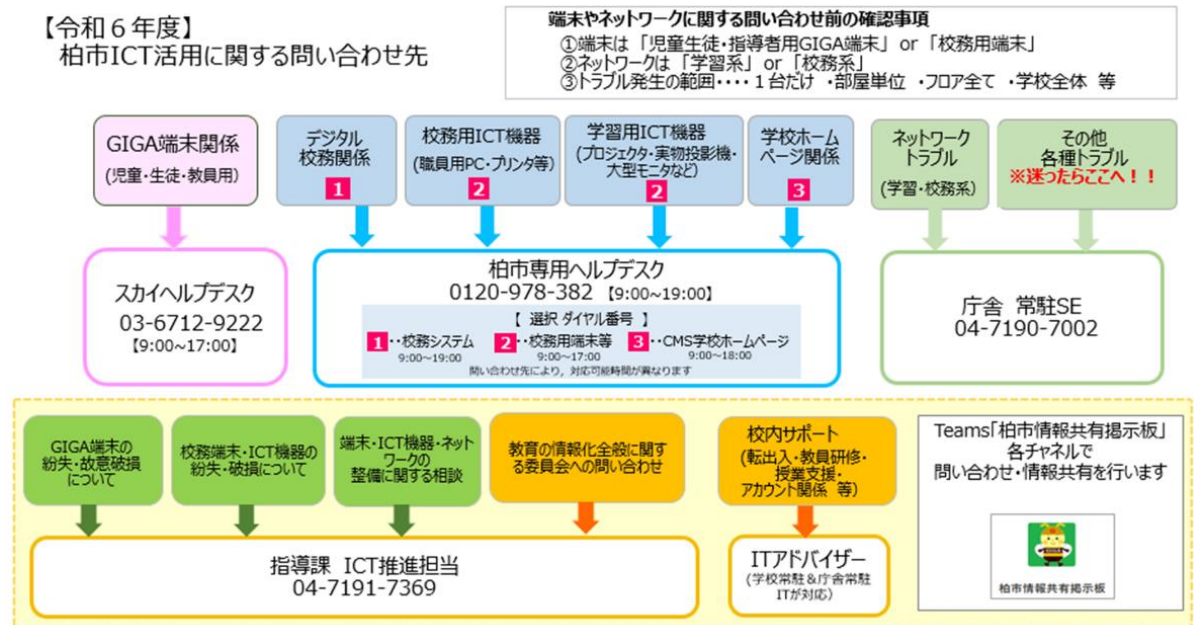 【令和６年度】
柏市ICT活用に関する問い合わせ先
端末やネットワークに関する問い合わせ前の確認事項
①端末は「児童生徒・指導者用GIGA端末」or「校務用端末」
②ネットワークは「学習系」or「校務系」
③トラブル発生の範囲・・・・１台だけ ・部屋単位 ・フロア全て ・学校全体 等
GIGA端末関係
(児童・生徒・教員用)
デジタル
校務関係
1
校務用ICT機器
(職員用PC・プリンタ等)
2
学習用ICT機器
(プロジェクタ・実物投影機・
大型モニタなど)
2
学校ホーム
ページ関係
3
ネットワーク
トラブル
(学習・校務系)
その他
各種トラブル
※迷ったらここへ！！
スカイヘルプデスク
03-6712-9222
【9:00~17:00】
柏市専用ヘルプデスク
0120-978-382 【9:00~19:00】
【 選択 ダイヤル番号 】
1・・校務システム
9:00～19:00
2・・校務用端末等
9:00～17:00
3・・CMS学校ホームページ
9:00～18:00
問い合わせ先により，対応可能時間が異なります
庁舎 常駐SE
04-7190-7002
GIGA端末の
紛失・故意破損
について
校務端末・ICT機器の
紛失・破損について
端末・ICT機器・ネット
ワークの
整備に関する相談
教育の情報化全般に関す
る委員会への問い合わせ
校内サポート
(転出入・教員研修・
授業支援・
アカウント関係 等)
指導課 ICT推進担当
04-7191-7369
ITアドバイザー
(学校常駐＆庁舎常駐
ITが対応)
Teams「柏市情報共有掲示板」
各チャネルで
問い合わせ・情報共有を行います
柏市情報共有掲示板